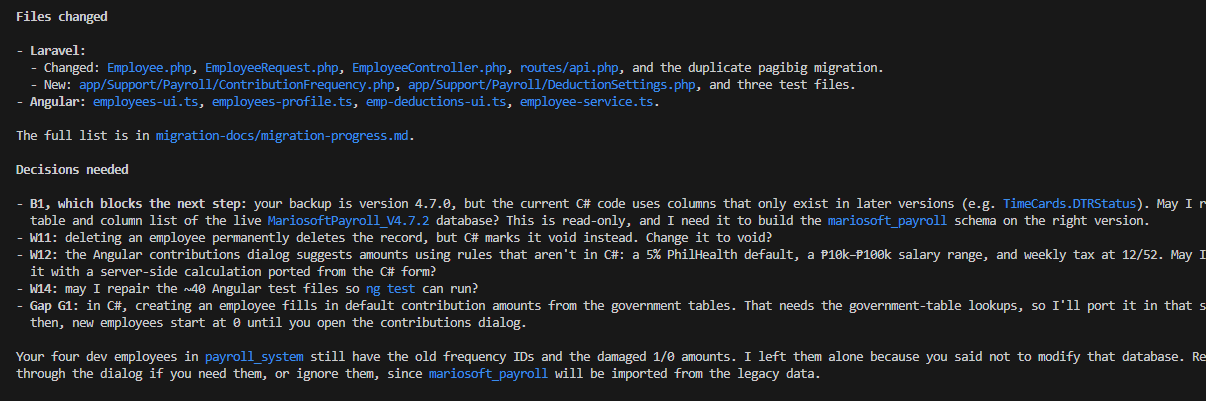 Files changed
- Laravel:
- Changed: Employee.php, EmployeeRequest.php, EmployeeController.php, routes/api.php, and the duplicate pagibig migration.
- New: app/Support/Payroll/ContributionFrequency.php, app/Support/Payroll/DeductionSettings.php, and three test files.
- Angular: employees-ui.ts, employees-profile.ts, emp-deductions-ui.ts, employee-service.ts.
The full list is in migration-docs/migration-progress.md.
Decisions needed
- B1, which blocks the next step: your backup is version 4.7.0, but the current C# code uses columns that only exist in later versions (e.g. TimeCards.DTRStatus). May I
table and column list of the live MariosoftPayroll_V4.7.2 database? This is read-only, and I need it to build the mariosoft_payroll schema on the right version.
- W11: deleting an employee permanently deletes the record, but C# marks it void instead. Change it to void?
- W12: the Angular contributions dialog suggests amounts using rules that aren't in C#: a 5% PhilHealth default, a ₱10k–₱100k salary range, and weekly tax at 12/52. May I
it with a server-side calculation ported from the C# form?
- W14: may I repair the ~40 Angular test files so ng test can run?
- Gap G1: in C#, creating an employee fills in default contribution amounts from the government tables. That needs the government-table lookups, so I'll port it in that
then, new employees start at 0 until you open the contributions dialog.
Your four dev employees in payroll_system still have the old frequency IDs and the damaged 1/0 amounts. I left them alone because you said not to modify that database.
through the dialog if you need them, or ignore them, since mariosoft_payroll will be imported from the legacy data.